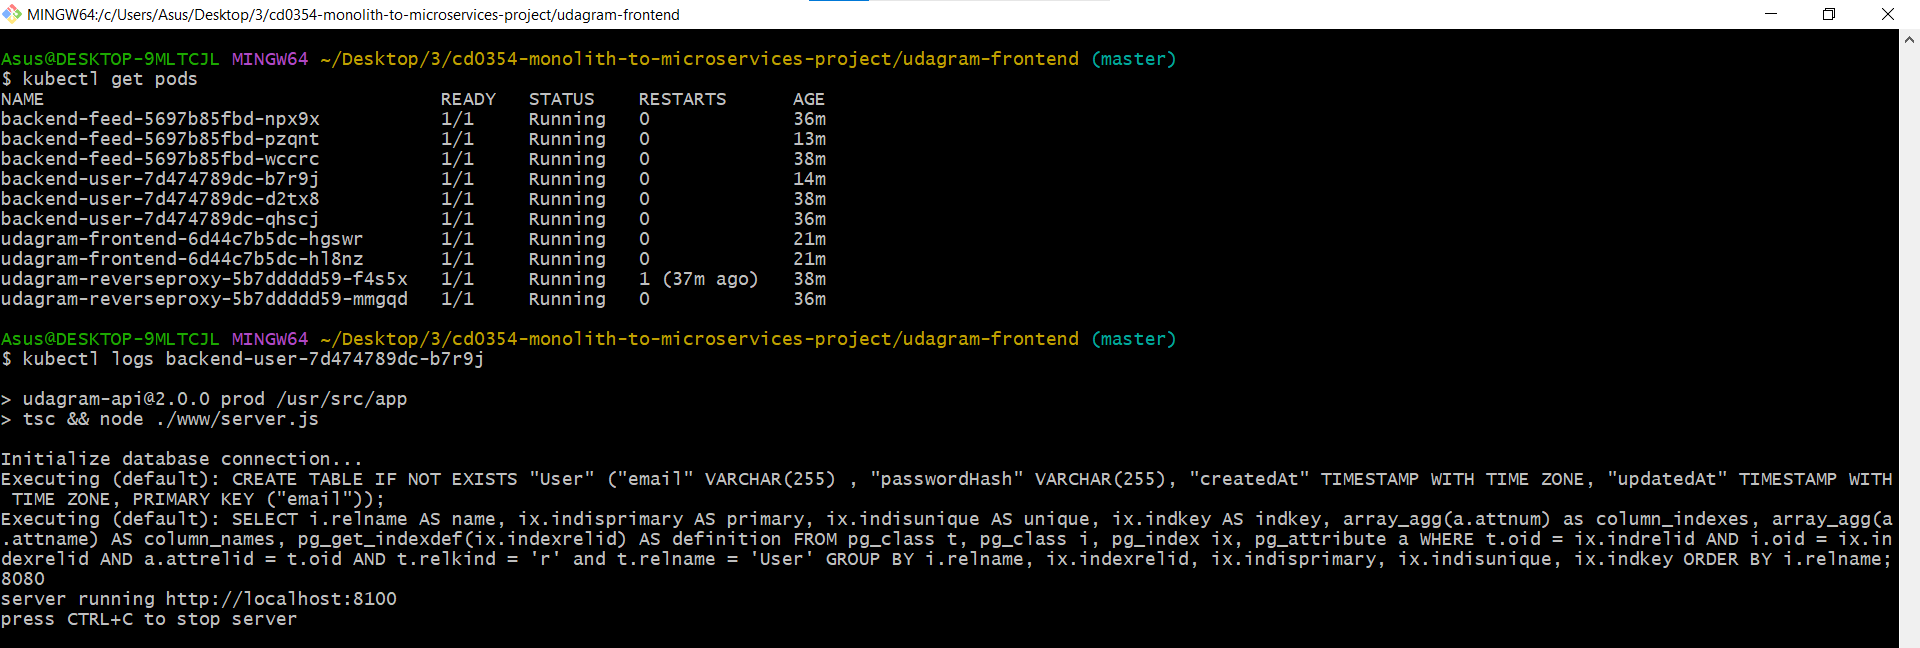 MINGW64:/c/Users/Asus/Desktop/3/cd0354-monolith-to-microservices-project/udagram-frontend
Asus@DESKTOP-9MLTCJL MINGW64 ~/Desktop/3/cd0354-monolith-to-microservices-project/udagram-frontend (master)
$ kubectl get pods
NAME READY STATUS RESTARTS AGE
backend-feed-5697b85fbd-npx9x 1/1 Running 0 36m
backend-feed-5697b85fbd-pzqnt 1/1 Running 0 13m
backend-feed-5697b85fbd-wccrc 1/1 Running 0 38m
backend-user-7d474789dc-b7r9j 1/1 Running 0 14m
backend-user-7d474789dc-d2tx8 1/1 Running 0 38m
backend-user-7d474789dc-qhscj 1/1 Running 0 36m
udagram-frontend-6d44c7b5dc-hgswr 1/1 Running 0 21m
udagram-frontend-6d44c7b5dc-hl8nz 1/1 Running 0 21m
udagram-reverseproxy-5b7ddddd59-f4s5x 1/1 Running 1 (37m ago) 38m
udagram-reverseproxy-5b7ddddd59-mmgqd 1/1 Running 0 36m
Asus@DESKTOP-9MLTCJL MINGW64 ~/Desktop/3/cd0354-monolith-to-microservices-project/udagram-frontend (master)
$ kubectl logs backend-user-7d474789dc-b7r9j
> udagram-api@2.0.0 prod /usr/src/app
> tsc && node ./www/server.js
Initialize database connection...
Executing (default): CREATE TABLE IF NOT EXISTS "User" ("email" VARCHAR(255) , "passwordHash" VARCHAR(255), "createdAt" TIMESTAMP WITH TIME ZONE, "updatedAt" TIMESTAMP WITH
TIME ZONE, PRIMARY KEY ("email"));
Executing (default): SELECT i.relname AS name, ix.indisprimary AS primary, ix.indisunique AS unique, ix.indkey AS indkey, array_agg(a.attnum) as column_indexes, array_agg(a
.attname) AS column_names, pg_get_indexdef(ix.indexrelid) AS definition FROM pg_class t, pg_class i, pg_index ix, pg_attribute a WHERE t.oid = ix.indrelid AND i.oid = ix.in
dexrelid AND a.attrelid = t.oid AND t.relkind = 'r' and t.relname = 'User' GROUP BY i.relname, ix.indexrelid, ix.indisprimary, ix.indisunique, ix.indkey ORDER BY i.relname;
8080
server running http://localhost:8100
press CTRL+C to stop server